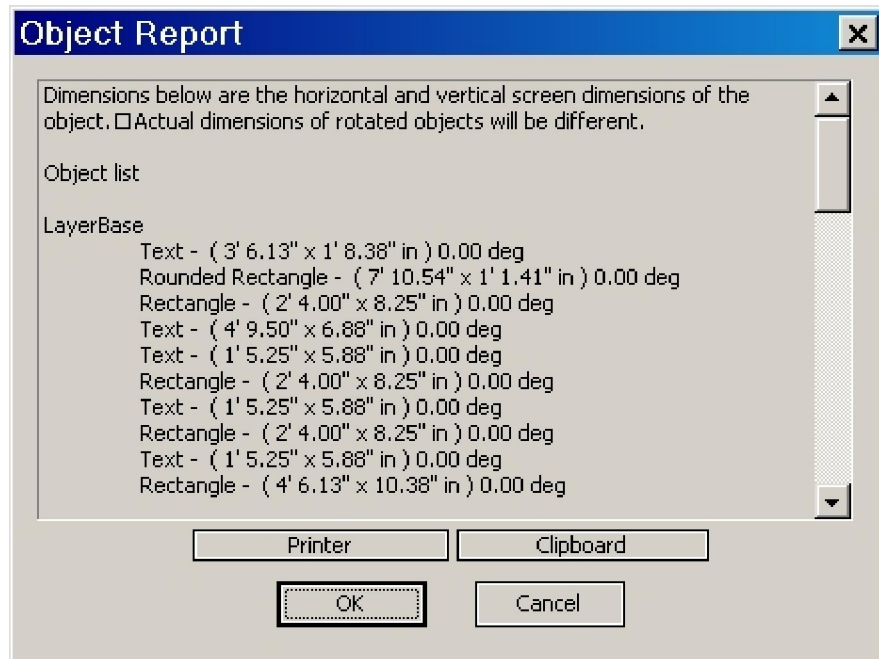 Object Report
Dimensions below are the horizontal and vertical screen dimensions of the
object. □Actual dimensions of rotated objects will be different.
Object list
LayerBase
Text - ( 3' 6.13" x 1' 8.38" in ) 0.00 deg
Rounded Rectangle - ( 7' 10.54" x 1' 1.41" in ) 0.00 deg
Rectangle - ( 2' 4.00" x 8.25" in ) 0.00 deg
Text - ( 4' 9.50" x 6.88" in ) 0.00 deg
Text - ( 1' 5.25" x 5.88" in ) 0.00 deg
Rectangle - ( 2' 4.00" x 8.25" in ) 0.00 deg
Text - ( 1' 5.25" x 5.88" in ) 0.00 deg
Rectangle - ( 2' 4.00" x 8.25" in ) 0.00 deg
Text - ( 1' 5.25" x 5.88" in ) 0.00 deg
Rectangle - ( 4' 6.13" x 10.38" in ) 0.00 deg
Printer
Clipboard
OK
Cancel